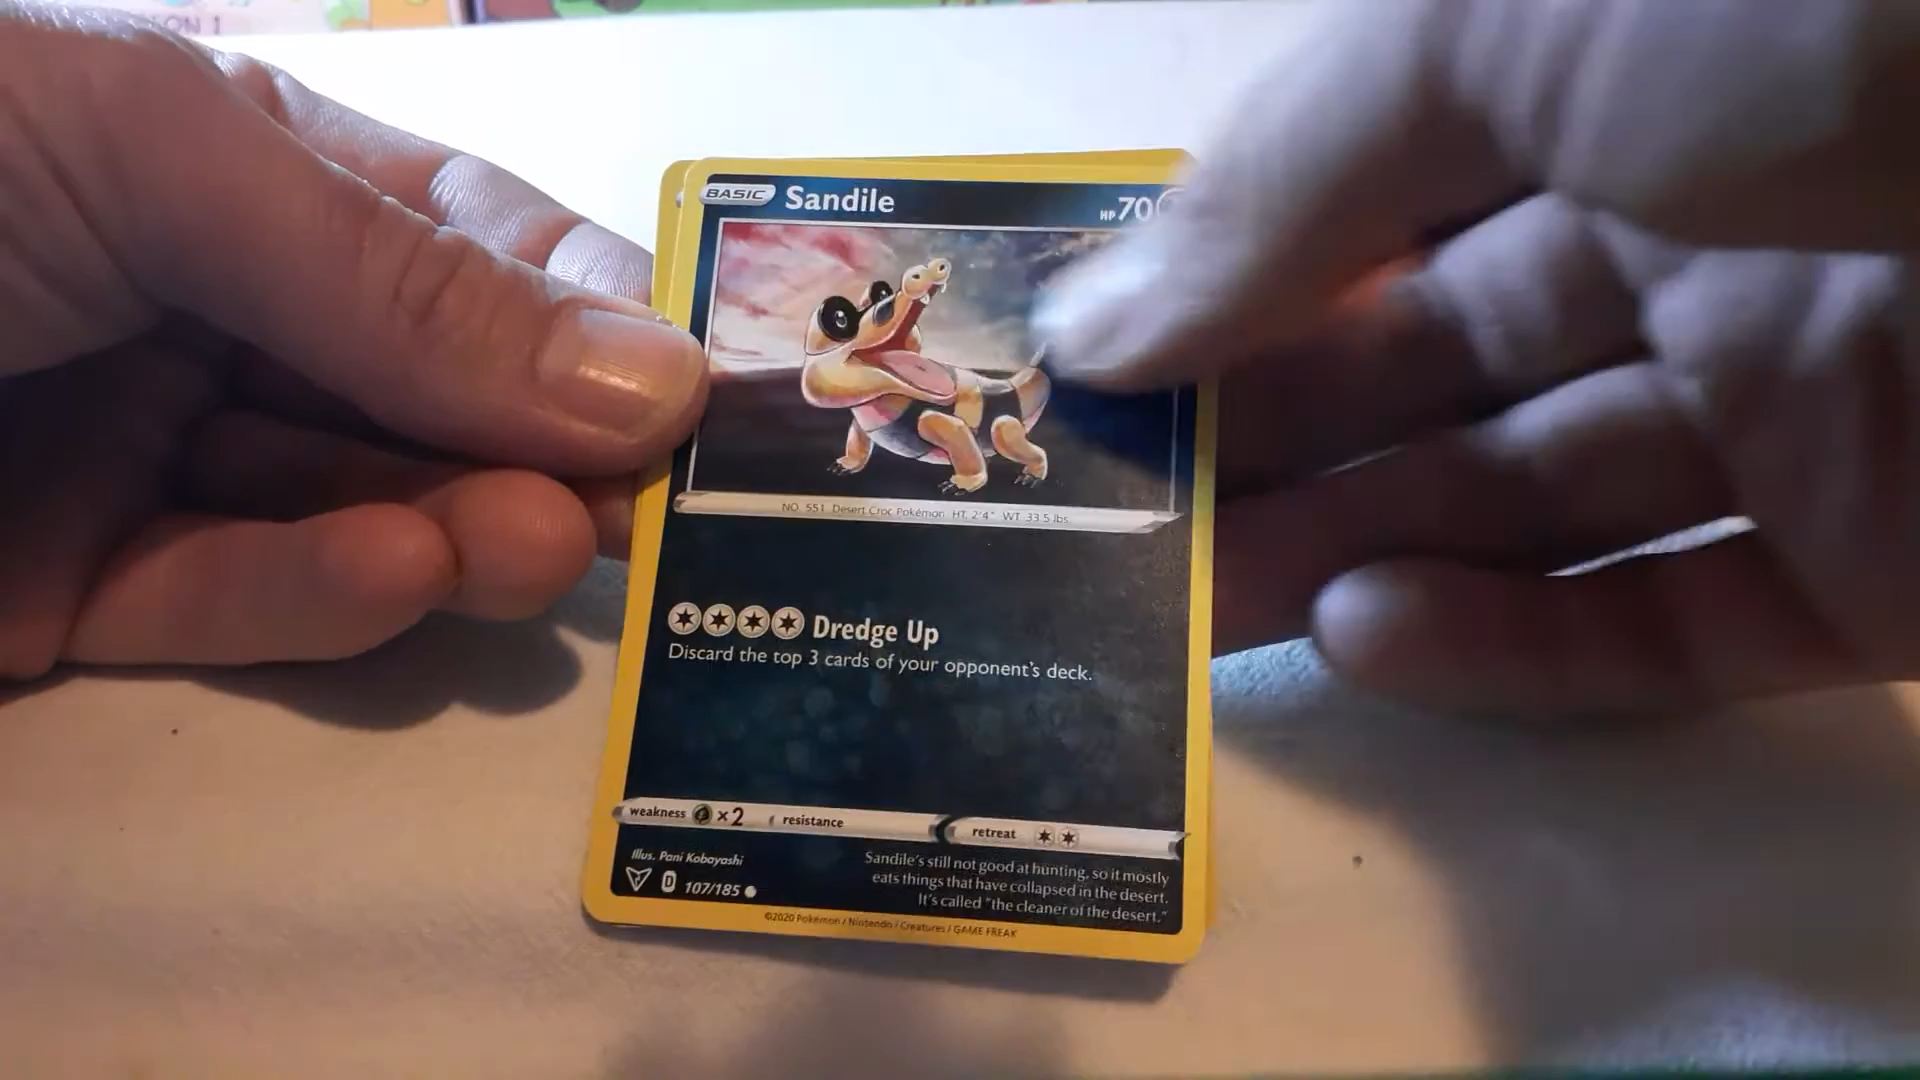 ON 1
BASIC Sandile HP 70
NO. 551 Desert Croc Pokémon HT. 2'4" WT. 33.5 lbs
Dredge Up
Discard the top 3 cards of your opponent's deck.
weakness ×2 resistance retreat
Illus. Pani Kobayashi
D 107/185
Sandile's still not good at hunting, so it mostly
eats things that have collapsed in the desert.
It's called "the cleaner of the desert."
©2020 Pokémon / Nintendo / Creatures / GAME FREAK